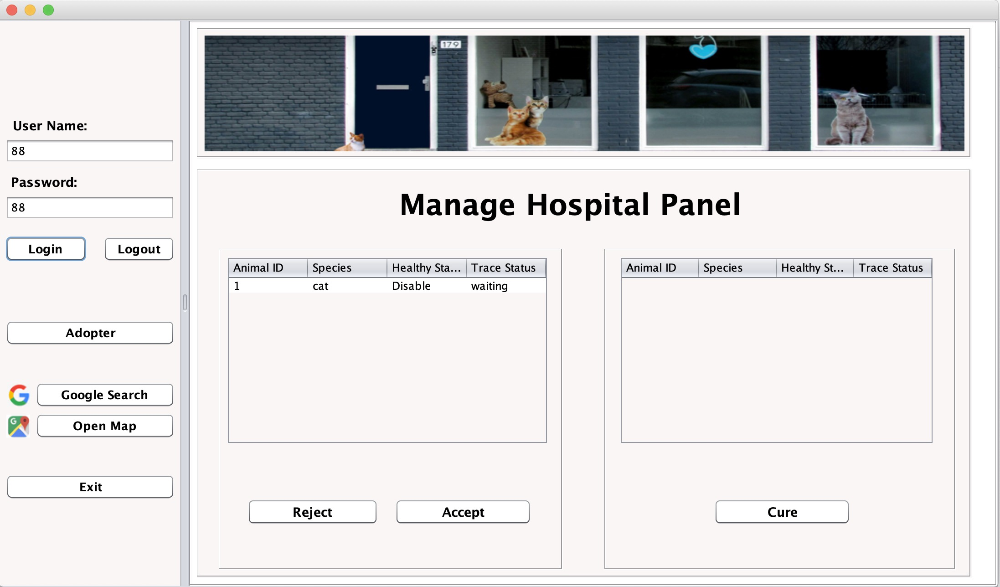 User Name:
88
Password:
88
Login
Logout
Adopter
Google Search
Open Map
Exit
179
Manage Hospital Panel
Animal ID Species Healthy Sta... Trace Status
1 cat Disable waiting
Reject
Accept
Animal ID Species Healthy St... Trace Status
Cure